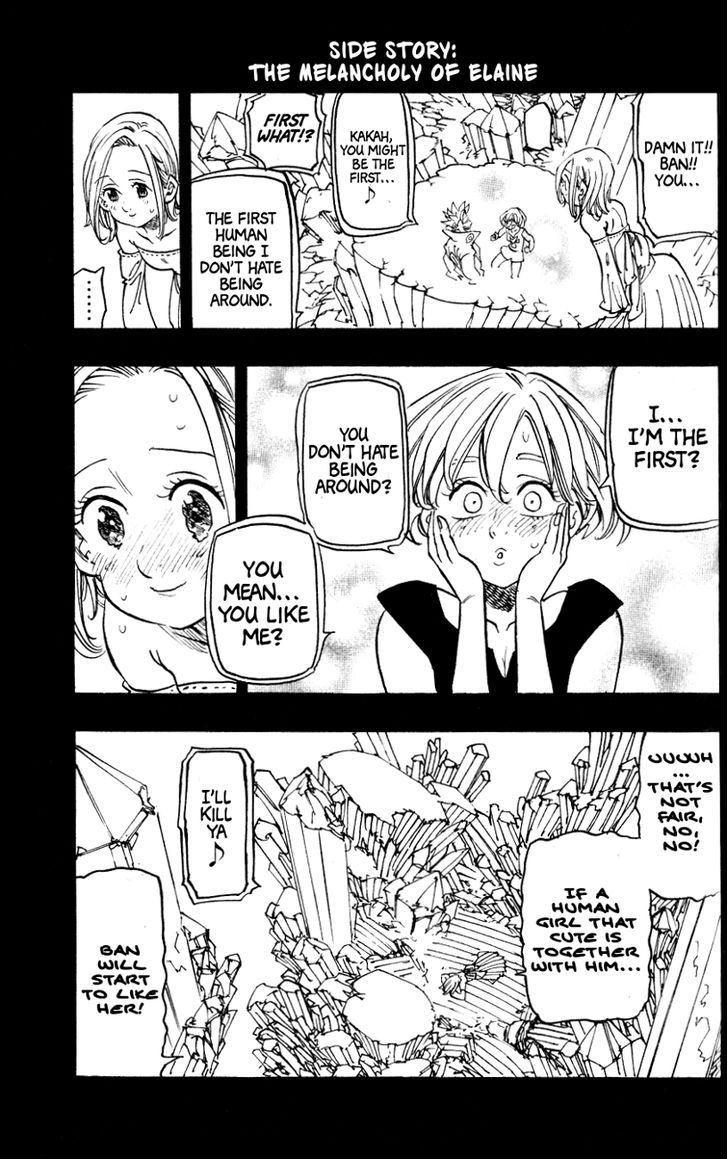 SIDE STORY:
THE MELANCHOLY OF ELAINE
DAMN IT!!
BAN!!
YOU...
KAKAH,
YOU MIGHT
BE THE
FIRST...
♪
FIRST
WHAT!?
THE FIRST
HUMAN
BEING I
DON'T HATE
BEING
AROUND.
......
I...
I'M THE
FIRST?
YOU
DON'T HATE
BEING
AROUND?
YOU
MEAN...
YOU LIKE
ME?
UUUUH
...
THAT'S
NOT
FAIR,
NO,
NO!
IF A
HUMAN
GIRL THAT
CUTE IS
TOGETHER
WITH HIM...
I'LL
KILL
YA
♪
BAN
WILL
START
TO LIKE
HER!